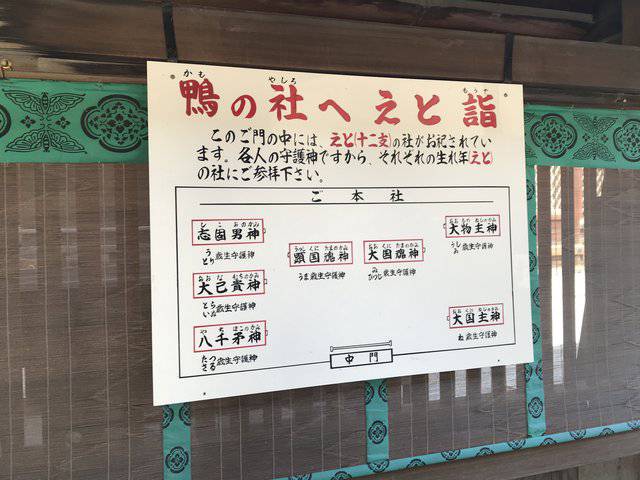 鴨の社へ えと詣
このご門の中には、えと(十二支)の社がお祀されてい
ます。各人の守護神ですから、それぞれの生れ年(えと)
の社にご参拝下さい。
ご本社
志固男神
うさぎ とり 歳生守護神
大己貴神
とら いぬ 歳生守護神
八千矛神
たつ さる 歳生守護神
顕国魂神
うま歳生守護神
大国魂神
み ひつじ 歳生守護神
大物主神
うし ゐ 歳生守護神
大国主神
ね 歳生守護神
中門